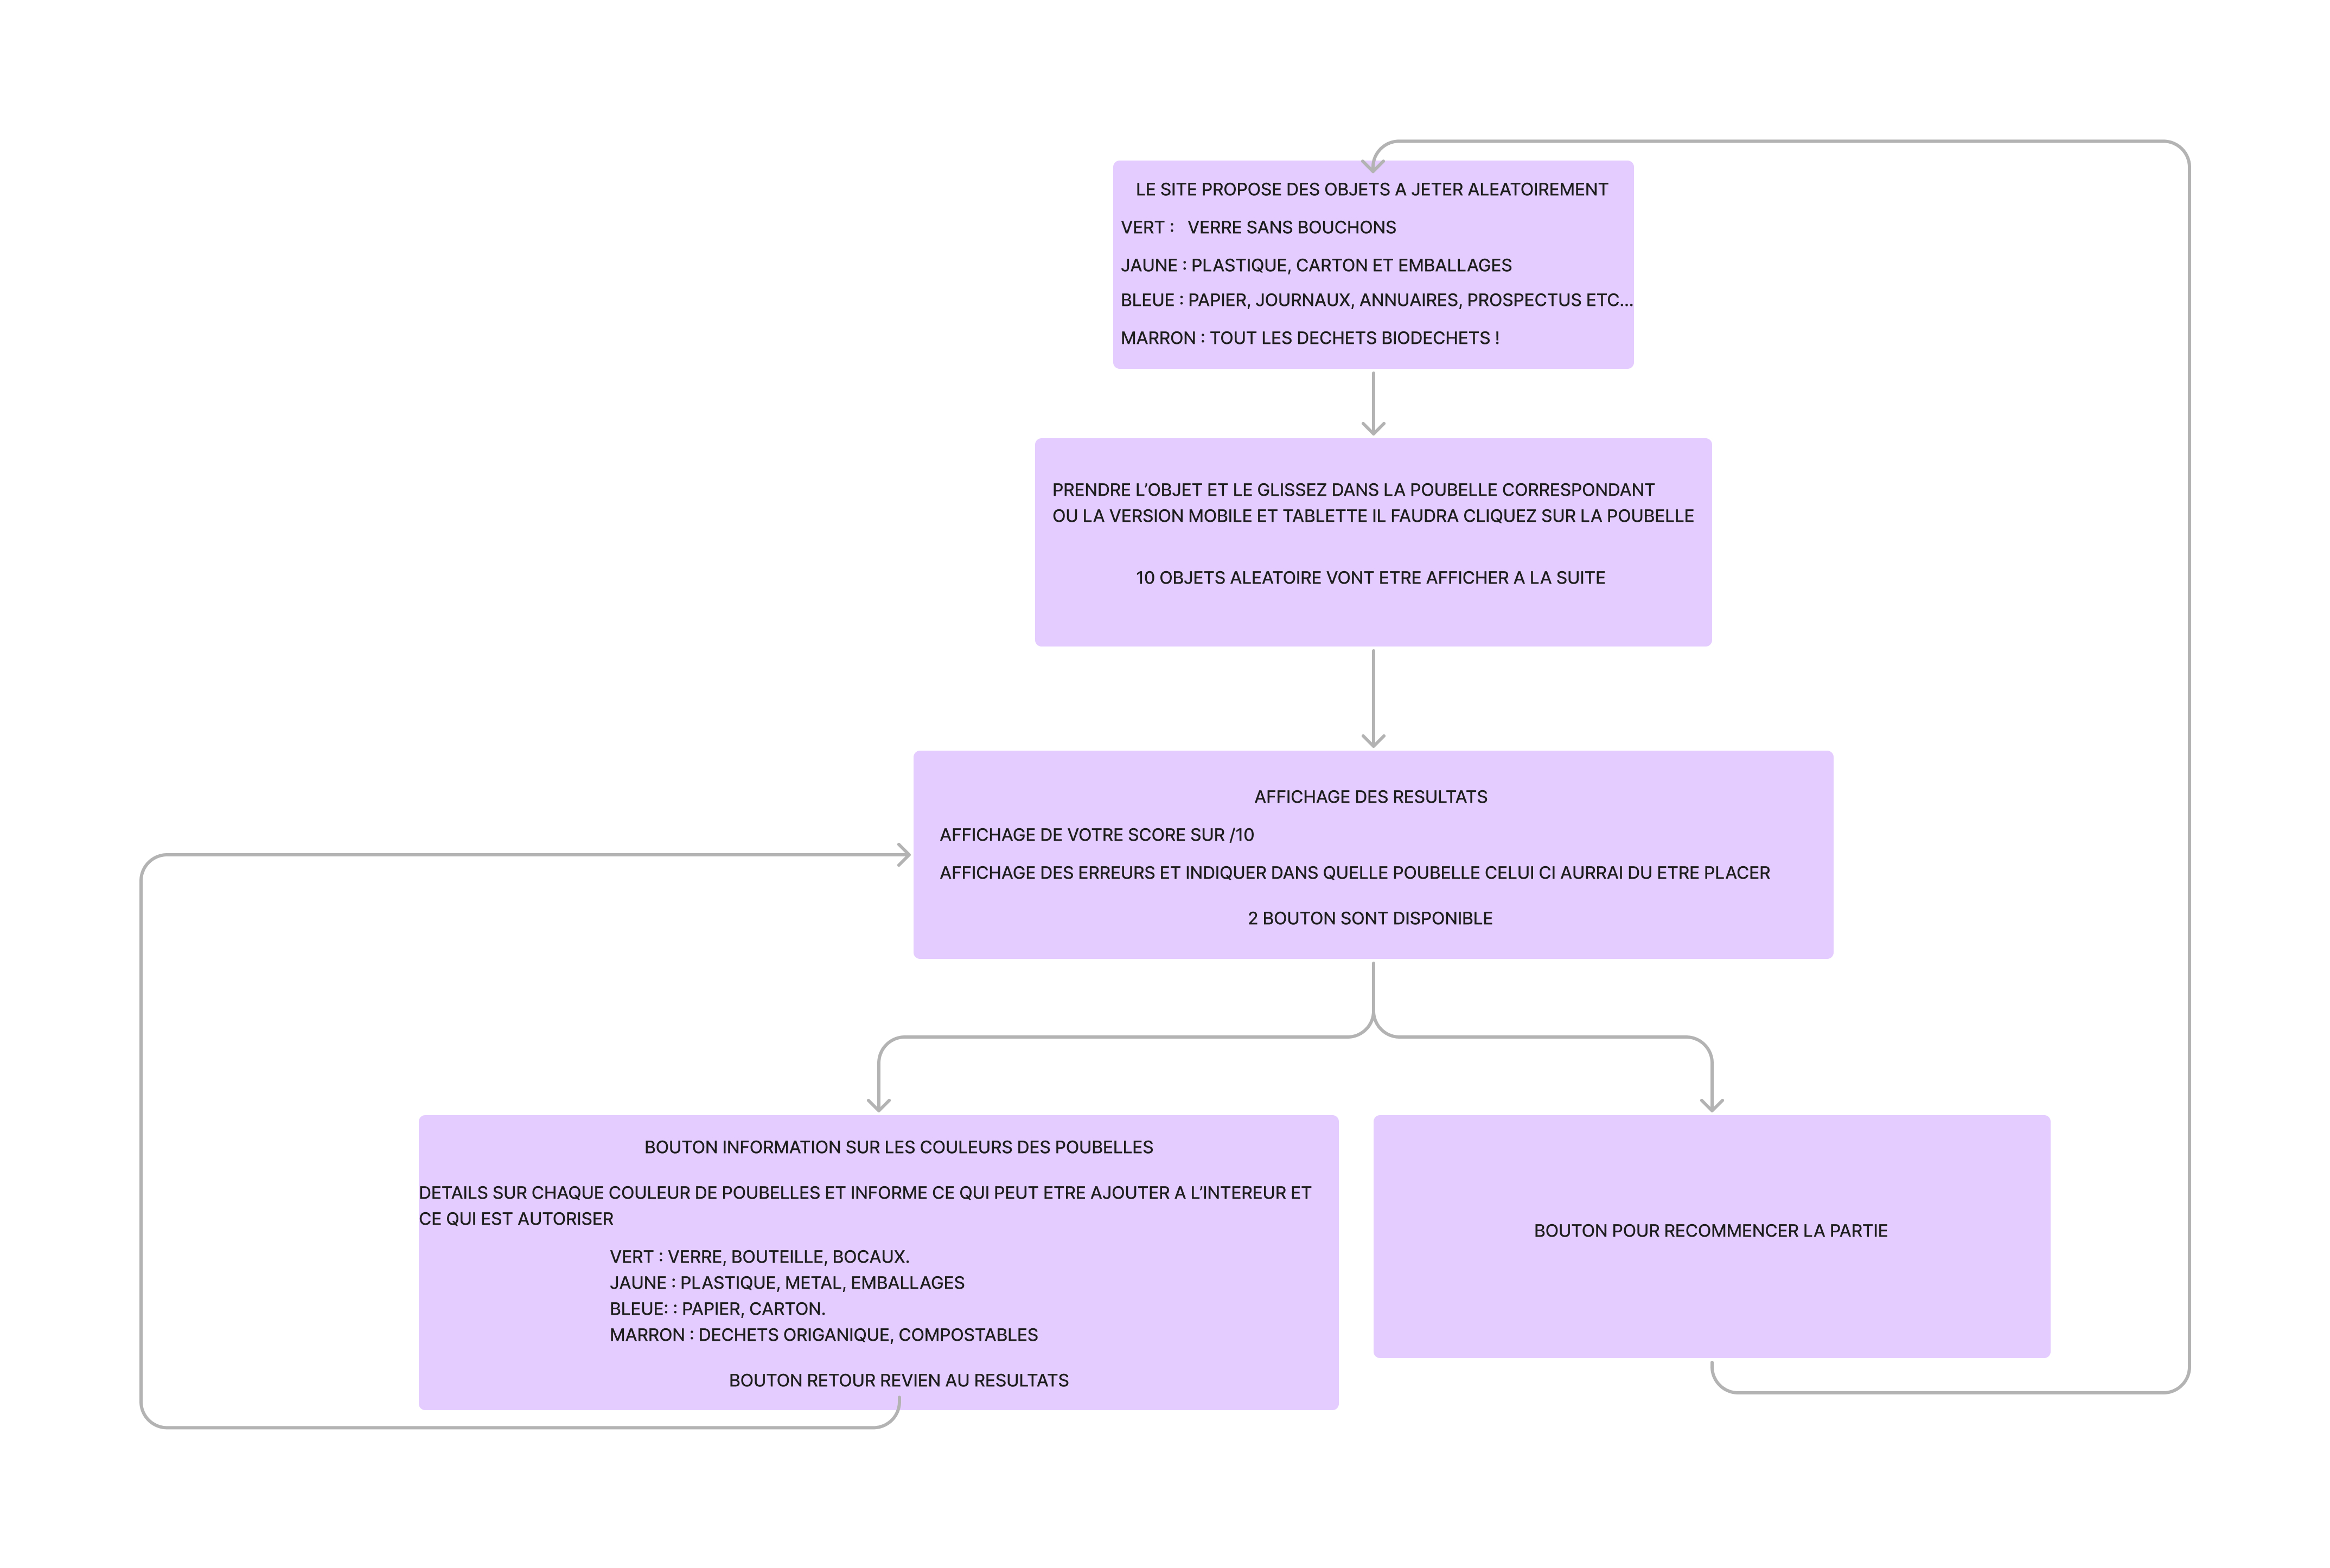 LE SITE PROPOSE DES OBJETS A JETER ALEATOIREMENT
VERT : VERRE SANS BOUCHONS
JAUNE : PLASTIQUE, CARTON ET EMBALLAGES
BLEUE : PAPIER, JOURNAUX, ANNUAIRES, PROSPECTUS ETC...
MARRON : TOUT LES DECHETS BIODECHETS !
PRENDRE L’OBJET ET LE GLISSEZ DANS LA POUBELLE CORRESPONDANT
OU LA VERSION MOBILE ET TABLETTE IL FAUDRA CLIQUEZ SUR LA POUBELLE
10 OBJETS ALEATOIRE VONT ETRE AFFICHER A LA SUITE
AFFICHAGE DES RESULTATS
AFFICHAGE DE VOTRE SCORE SUR /10
AFFICHAGE DES ERREURS ET INDIQUER DANS QUELLE POUBELLE CELUI CI AURRAI DU ETRE PLACER
2 BOUTON SONT DISPONIBLE
BOUTON INFORMATION SUR LES COULEURS DES POUBELLES
DETAILS SUR CHAQUE COULEUR DE POUBELLES ET INFORME CE QUI PEUT ETRE AJOUTER A L’INTEREUR ET
CE QUI EST AUTORISER
VERT : VERRE, BOUTEILLE, BOCAUX.
JAUNE : PLASTIQUE, METAL, EMBALLAGES
BLEUE: : PAPIER, CARTON.
MARRON : DECHETS ORIGANIQUE, COMPOSTABLES
BOUTON RETOUR REVIEN AU RESULTATS
BOUTON POUR RECOMMENCER LA PARTIE